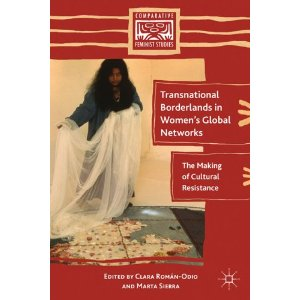 COMPARATIVE
FEMINIST STUDIES
Transnational
Borderlands in
Women's Global
Networks
The Making
of Cultural
Resistance
Edited by Clara Román-Odio
and Marta Sierra